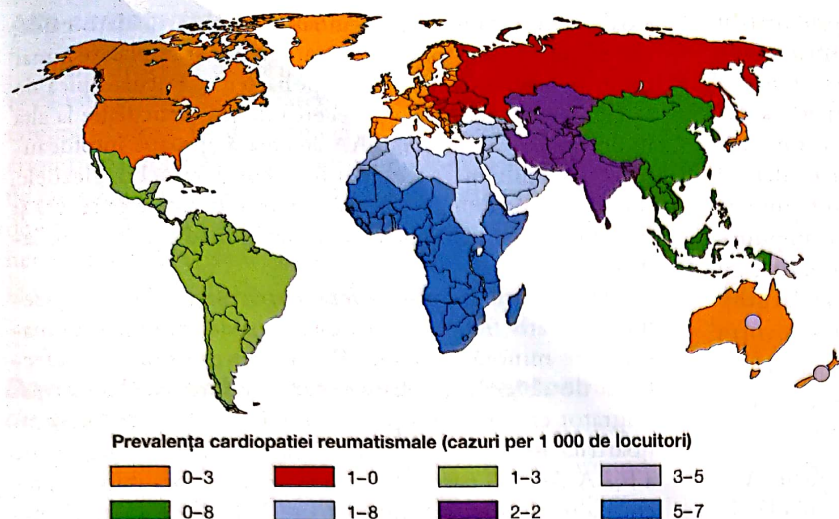 Prevalența cardiopatiei reumatismale (cazuri per 1 000 de locuitori)
0–3 1–0 1–3 3–5
0–8 1–8 2–2 5–7